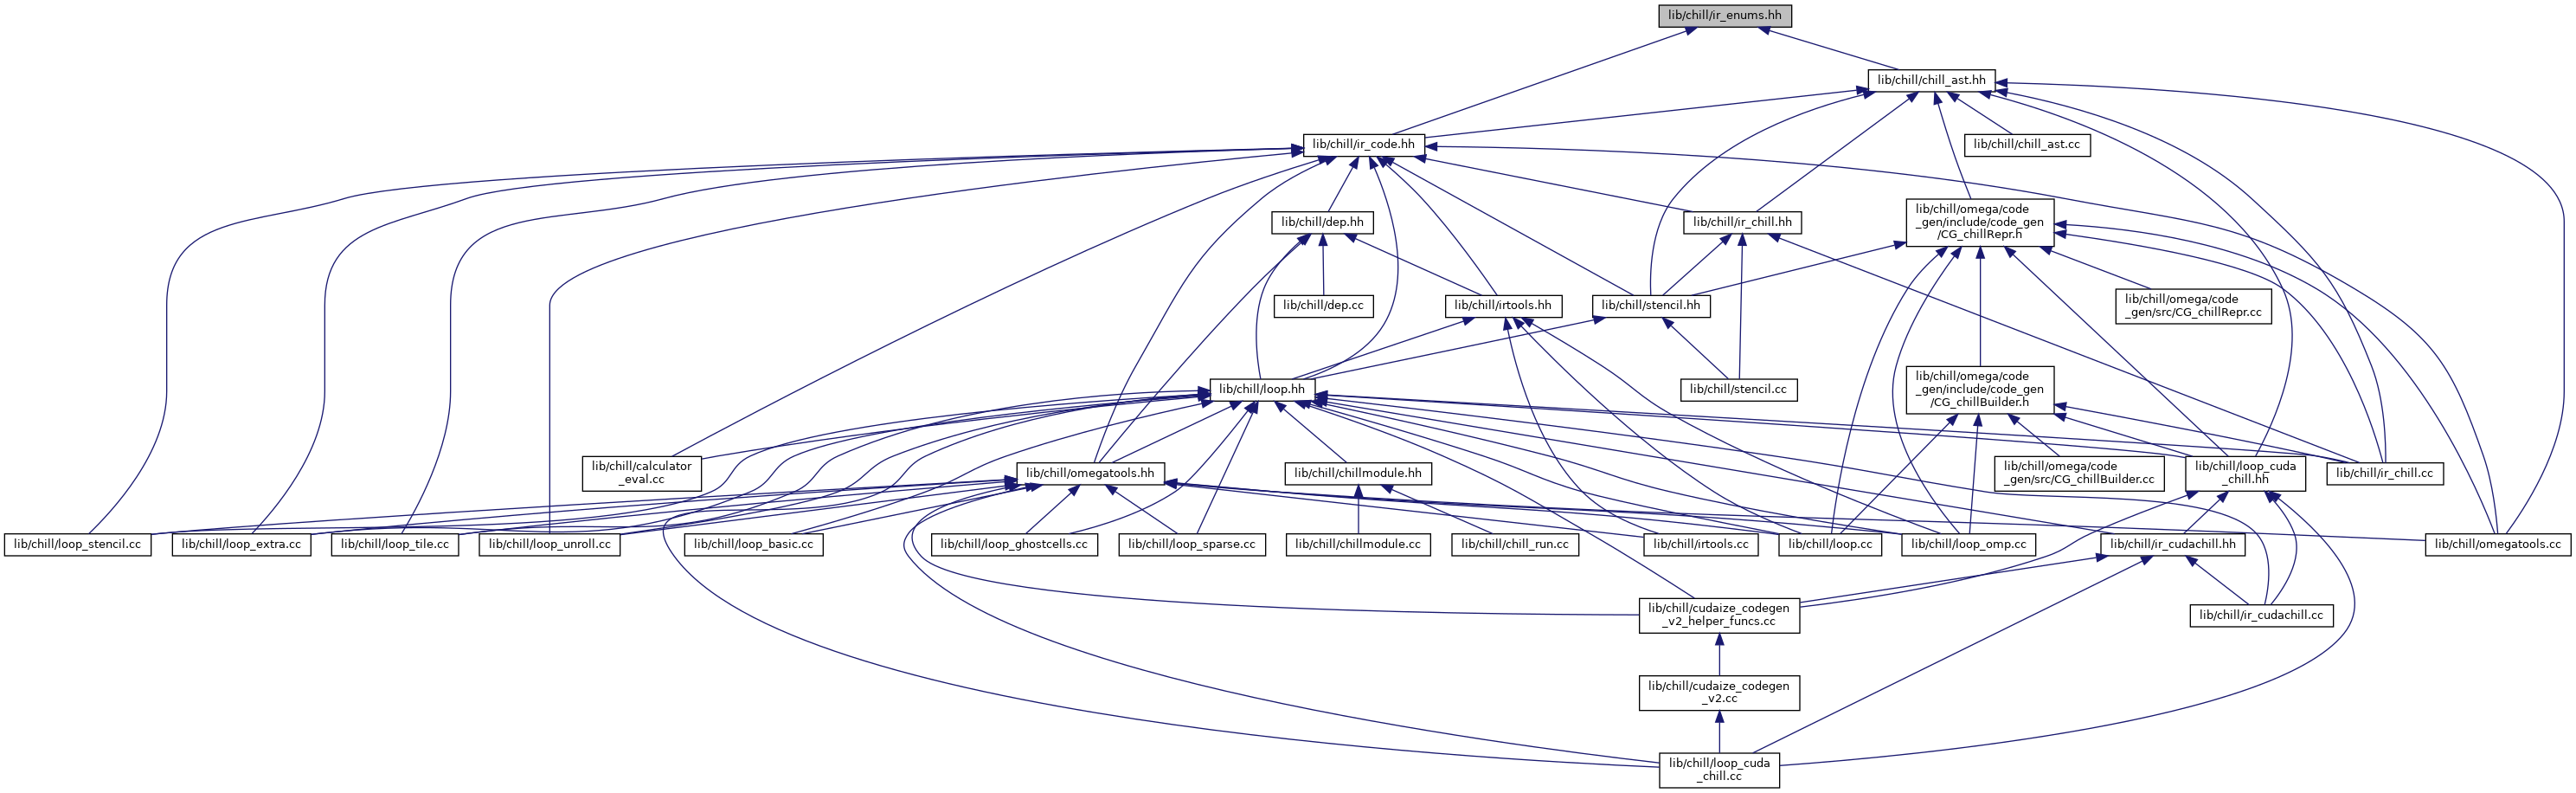 lib/chill/ir_enums.hh
lib/chill/chill_ast.hh
lib/chill/ir_code.hh
lib/chill/chill_ast.cc
lib/chill/dep.hh
lib/chill/ir_chill.hh
lib/chill/omega/code
_gen/include/code_gen
/CG_chillRepr.h
lib/chill/dep.cc
lib/chill/irtools.hh
lib/chill/stencil.hh
lib/chill/omega/code
_gen/src/CG_chillRepr.cc
lib/chill/loop.hh
lib/chill/stencil.cc
lib/chill/omega/code
_gen/include/code_gen
/CG_chillBuilder.h
lib/chill/calculator
_eval.cc
lib/chill/omegatools.hh
lib/chill/chillmodule.hh
lib/chill/omega/code
_gen/src/CG_chillBuilder.cc
lib/chill/loop_cuda
_chill.hh
lib/chill/ir_chill.cc
lib/chill/loop_stencil.cc
lib/chill/loop_extra.cc
lib/chill/loop_tile.cc
lib/chill/loop_unroll.cc
lib/chill/loop_basic.cc
lib/chill/loop_ghostcells.cc
lib/chill/loop_sparse.cc
lib/chill/chillmodule.cc
lib/chill/chill_run.cc
lib/chill/irtools.cc
lib/chill/loop.cc
lib/chill/loop_omp.cc
lib/chill/ir_cudachill.hh
lib/chill/omegatools.cc
lib/chill/cudaize_codegen
_v2_helper_funcs.cc
lib/chill/ir_cudachill.cc
lib/chill/cudaize_codegen
_v2.cc
lib/chill/loop_cuda
_chill.cc